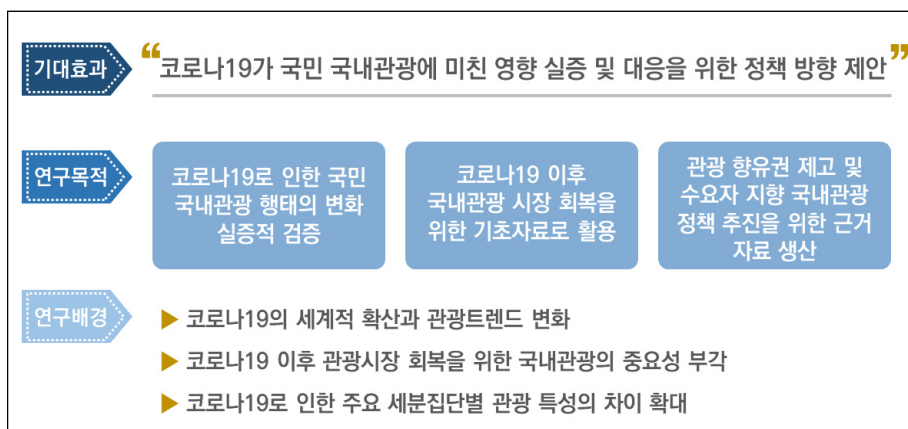 기대효과
“코로나19가 국민 국내관광에 미친 영향 실증 및 대응을 위한 정책 방향 제안”
연구목적
코로나19로 인한 국민
국내관광 행태의 변화
실증적 검증
코로나19 이후
국내관광 시장 회복을
위한 기초자료로 활용
관광 향유권 제고 및
수요자 지향 국내관광
정책 추진을 위한 근거
자료 생산
연구배경
▶ 코로나19의 세계적 확산과 관광트렌드 변화
▶ 코로나19 이후 관광시장 회복을 위한 국내관광의 중요성 부각
▶ 코로나19로 인한 주요 세분집단별 관광 특성의 차이 확대